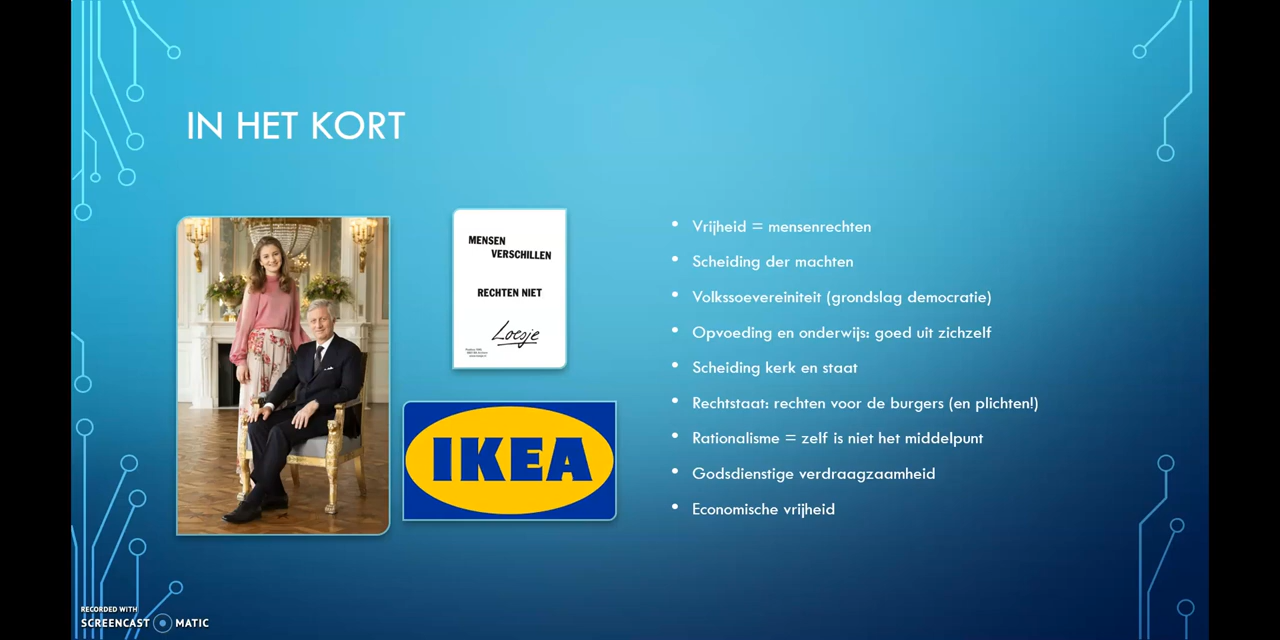 IN HET KORT
MENSEN
VERSCHILLEN
RECHTEN NIET
Loesje
IKEA
• Vrijheid = mensenrechten
• Scheiding der machten
• Volkssoevereiniteit (grondslag democratie)
• Opvoeding en onderwijs: goed uit zichzelf
• Scheiding kerk en staat
• Rechtstaat: rechten voor de burgers (en plichten!)
• Rationalisme = zelf is niet het middelpunt
• Godsdienstige verdraagzaamheid
• Economische vrijheid
RECORDED WITH
SCREENCAST MATIC